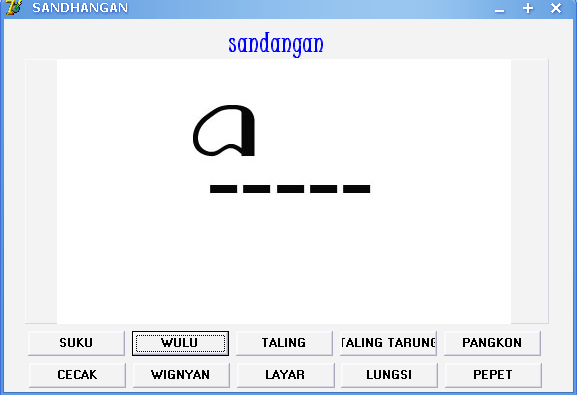 SANDHANGAN
sandangan
ꦶ
-----
SUKU WULU TALING TALING TARUNG PANGKON
CECAK WIGNYAN LAYAR LUNGSI PEPET